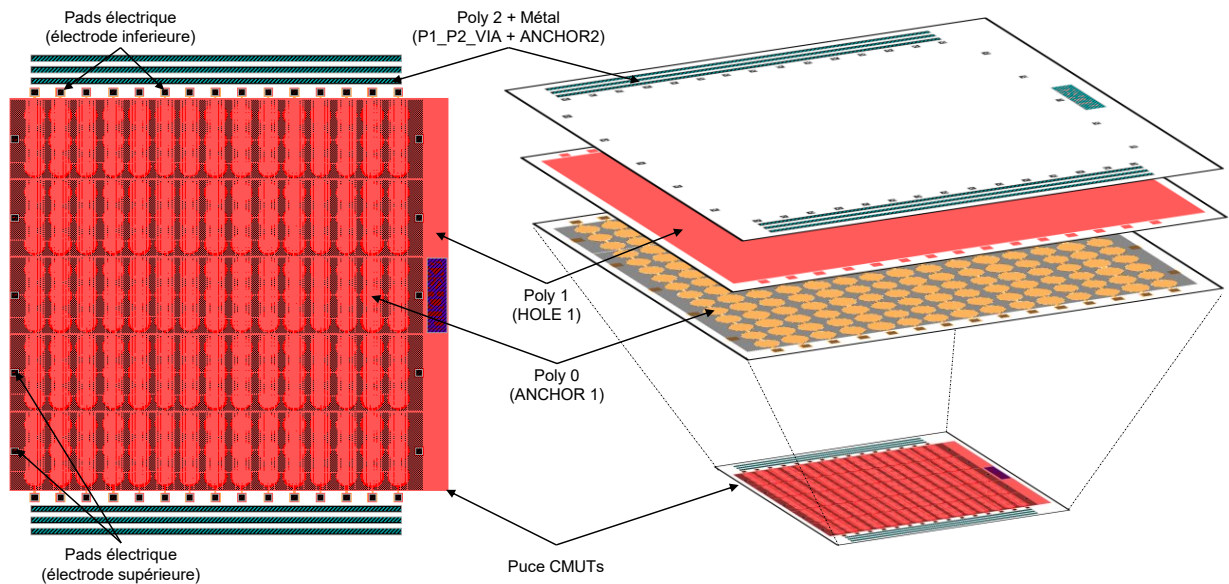 Pads électrique
(électrode inferieure)
Poly 2 + Métal
(P1_P2_VIA + ANCHOR2)
Poly 1
(HOLE 1)
Poly 0
(ANCHOR 1)
Pads électrique
(électrode supérieure)
Puce CMUTs